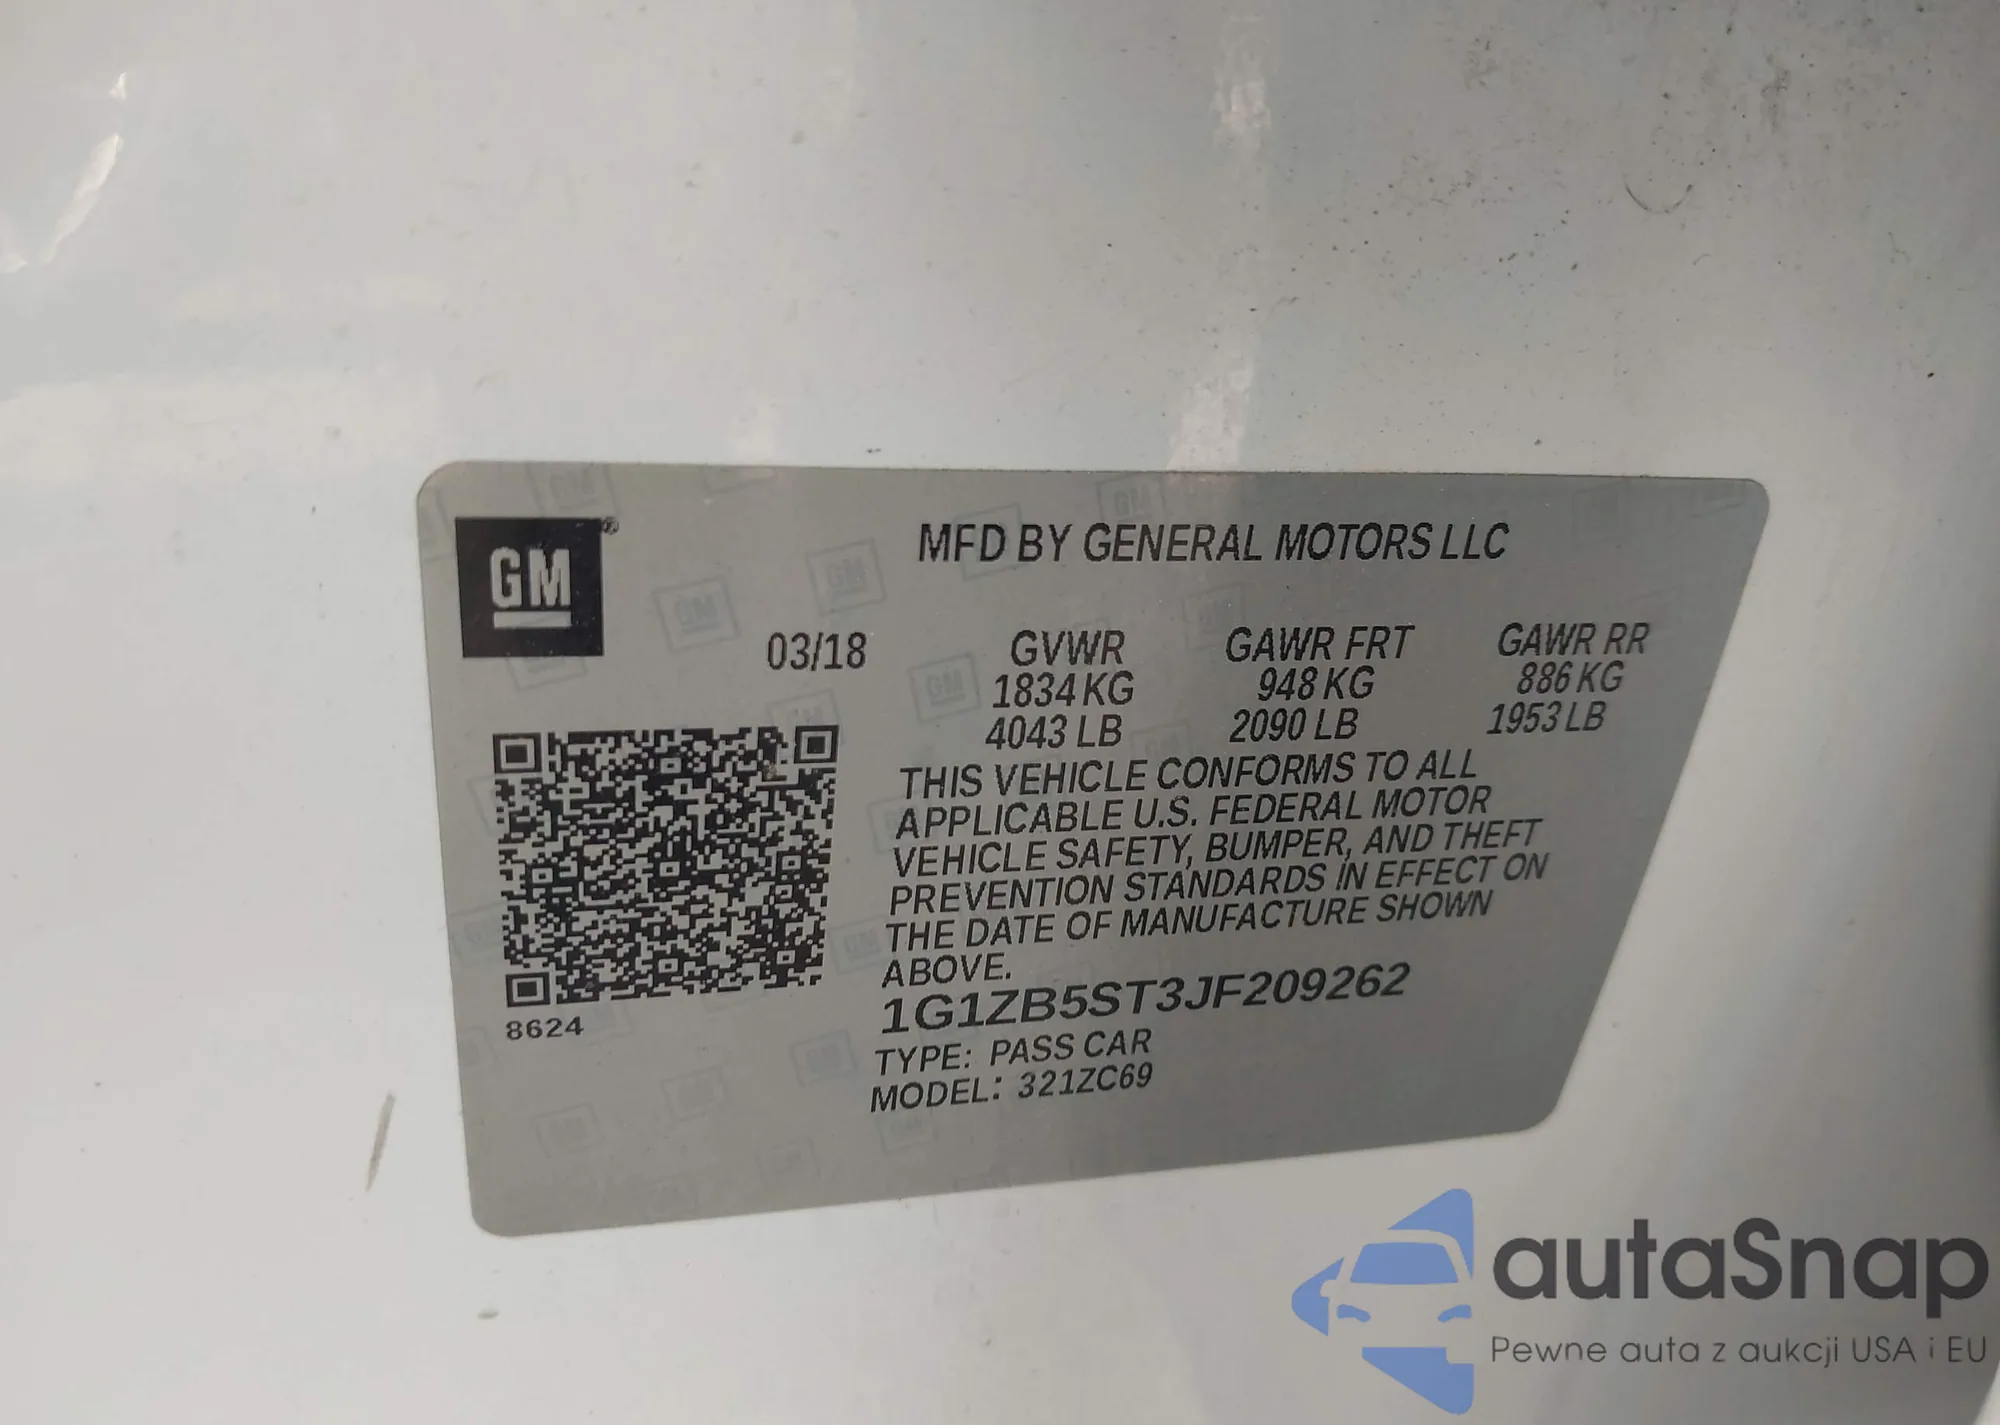 GM®
MFD BY GENERAL MOTORS LLC
03/18 GVWR GAWR FRT GAWR RR
1834 KG 948 KG 886 KG
4043 LB 2090 LB 1953 LB
THIS VEHICLE CONFORMS TO ALL
APPLICABLE U.S. FEDERAL MOTOR
VEHICLE SAFETY, BUMPER, AND THEFT
PREVENTION STANDARDS IN EFFECT ON
THE DATE OF MANUFACTURE SHOWN
ABOVE.
1G1ZB5ST3JF209262
8624
TYPE: PASS CAR
MODEL: 321ZC69
autaSnap
Pewne auta z aukcji USA i EU